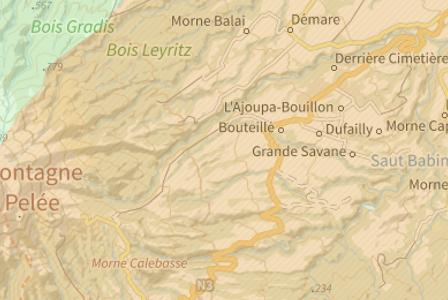 .567
Bois Gradis
Morne Balai
Démare
Bois Leyritz
.779
Derrière Cimetière
L'Ajoupa-Bouillon
Bouteillé
Dufailly
Morne Cap
Grande Savane
Saut Babin
ontagne
Pelée
Morne
Morne Calebasse
N3
.234